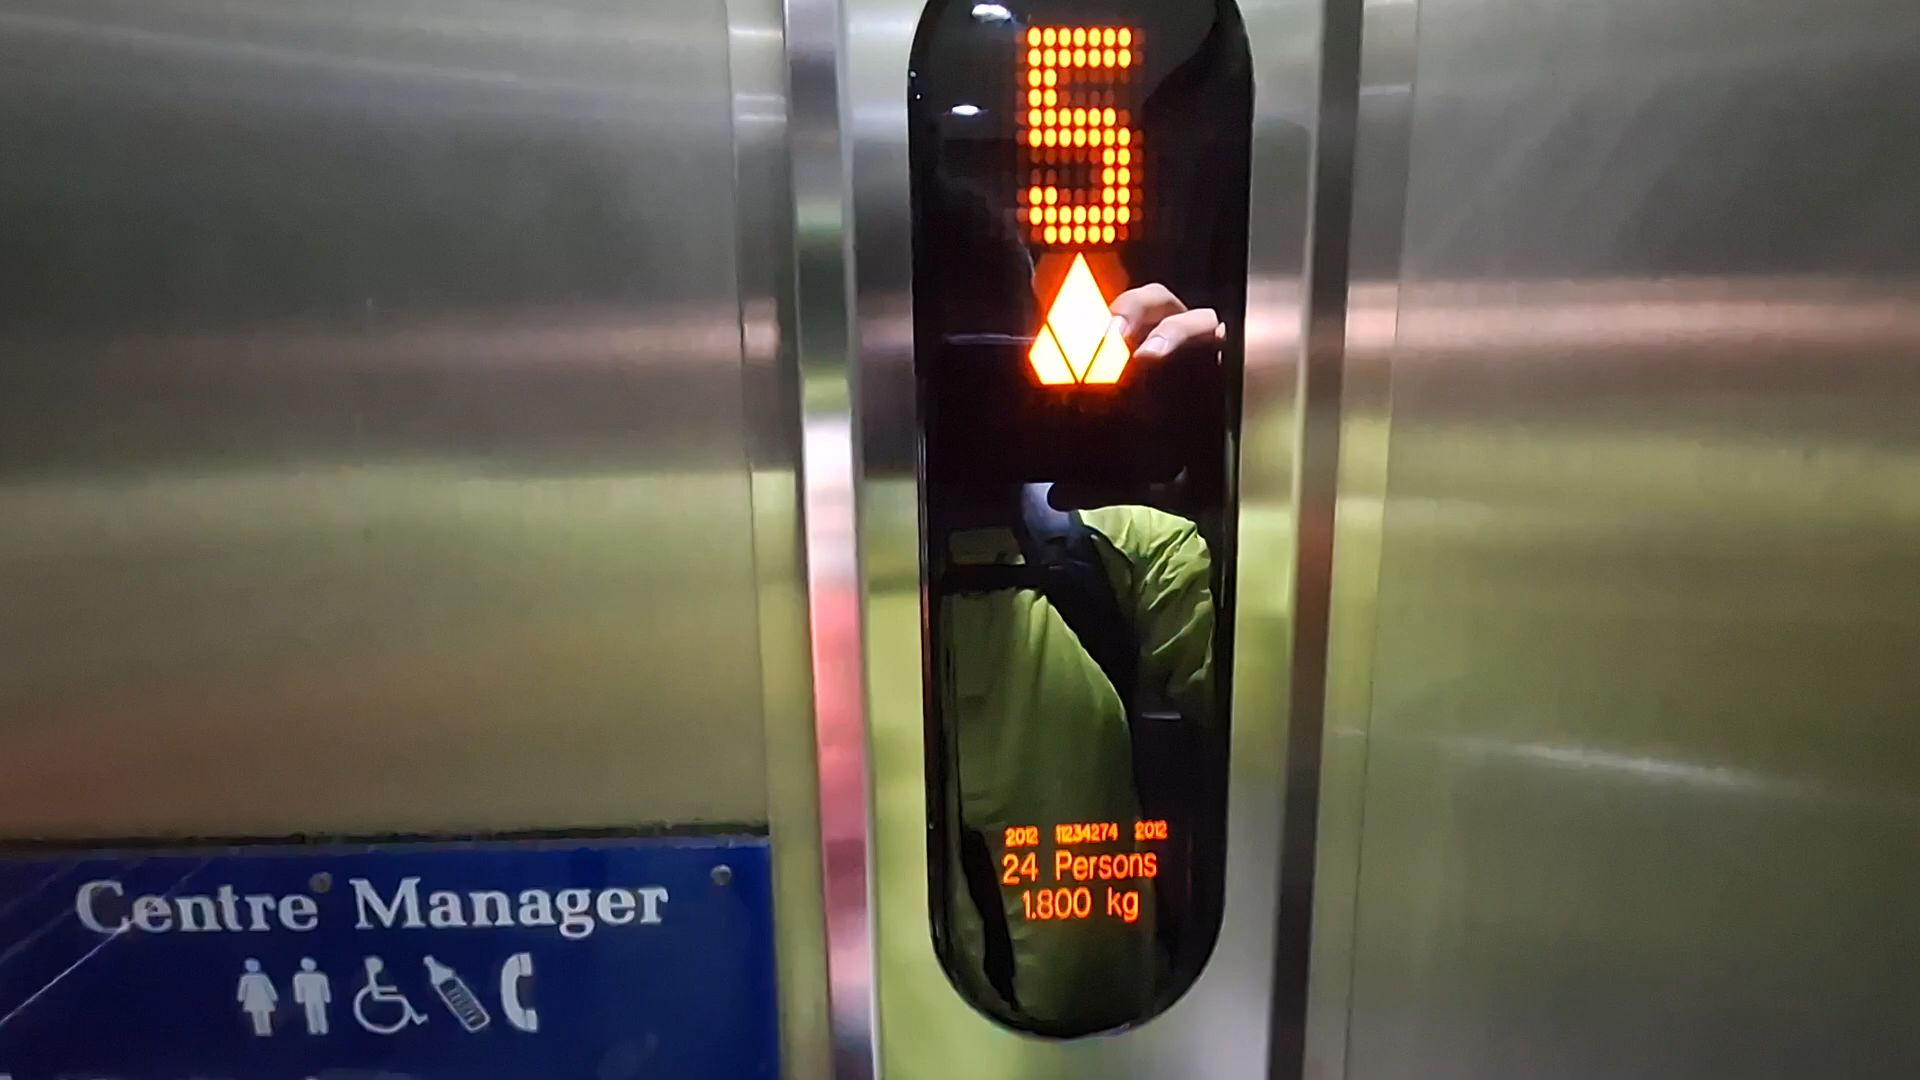 5
2012 11234274 2012
24 Persons
1.800 kg
Centre Manager